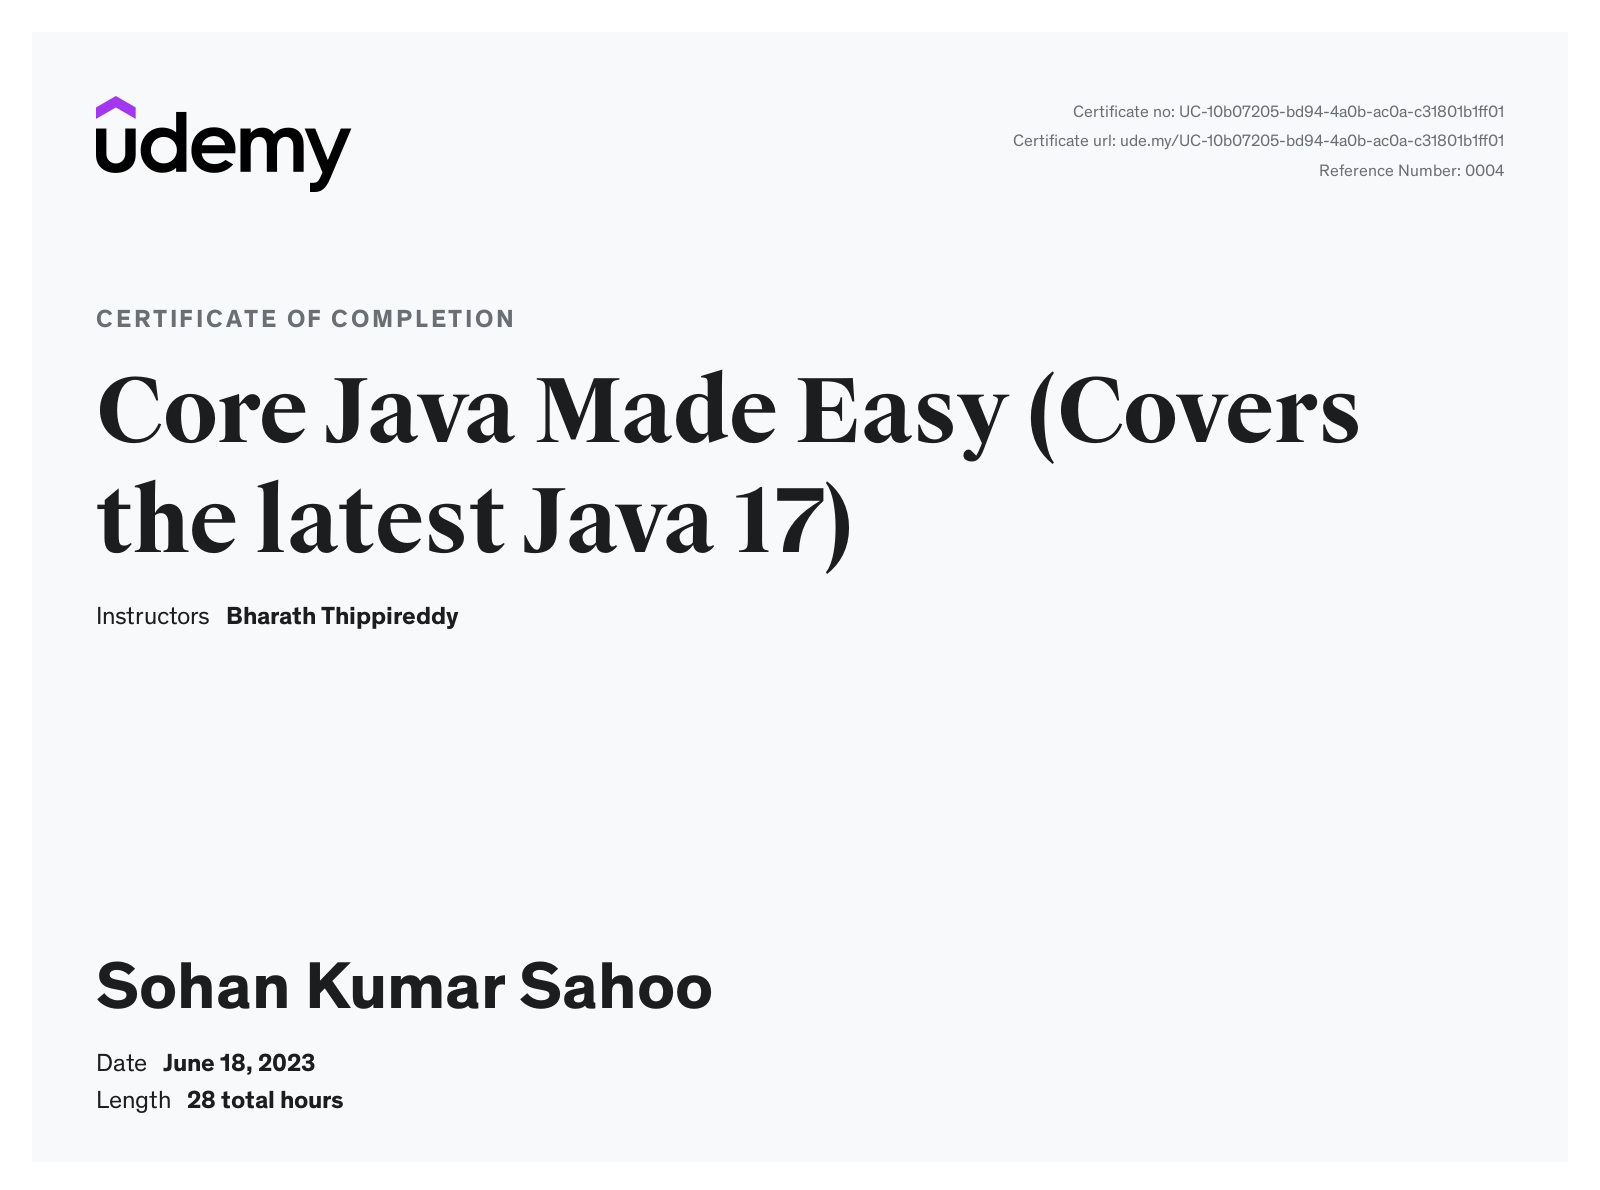 udemy
Certificate no: UC-10b07205-bd94-4a0b-ac0a-c31801b1ff01
Certificate url: ude.my/UC-10b07205-bd94-4a0b-ac0a-c31801b1ff01
Reference Number: 0004
CERTIFICATE OF COMPLETION
Core Java Made Easy (Covers
the latest Java 17)
Instructors Bharath Thippireddy
Sohan Kumar Sahoo
Date June 18, 2023
Length 28 total hours